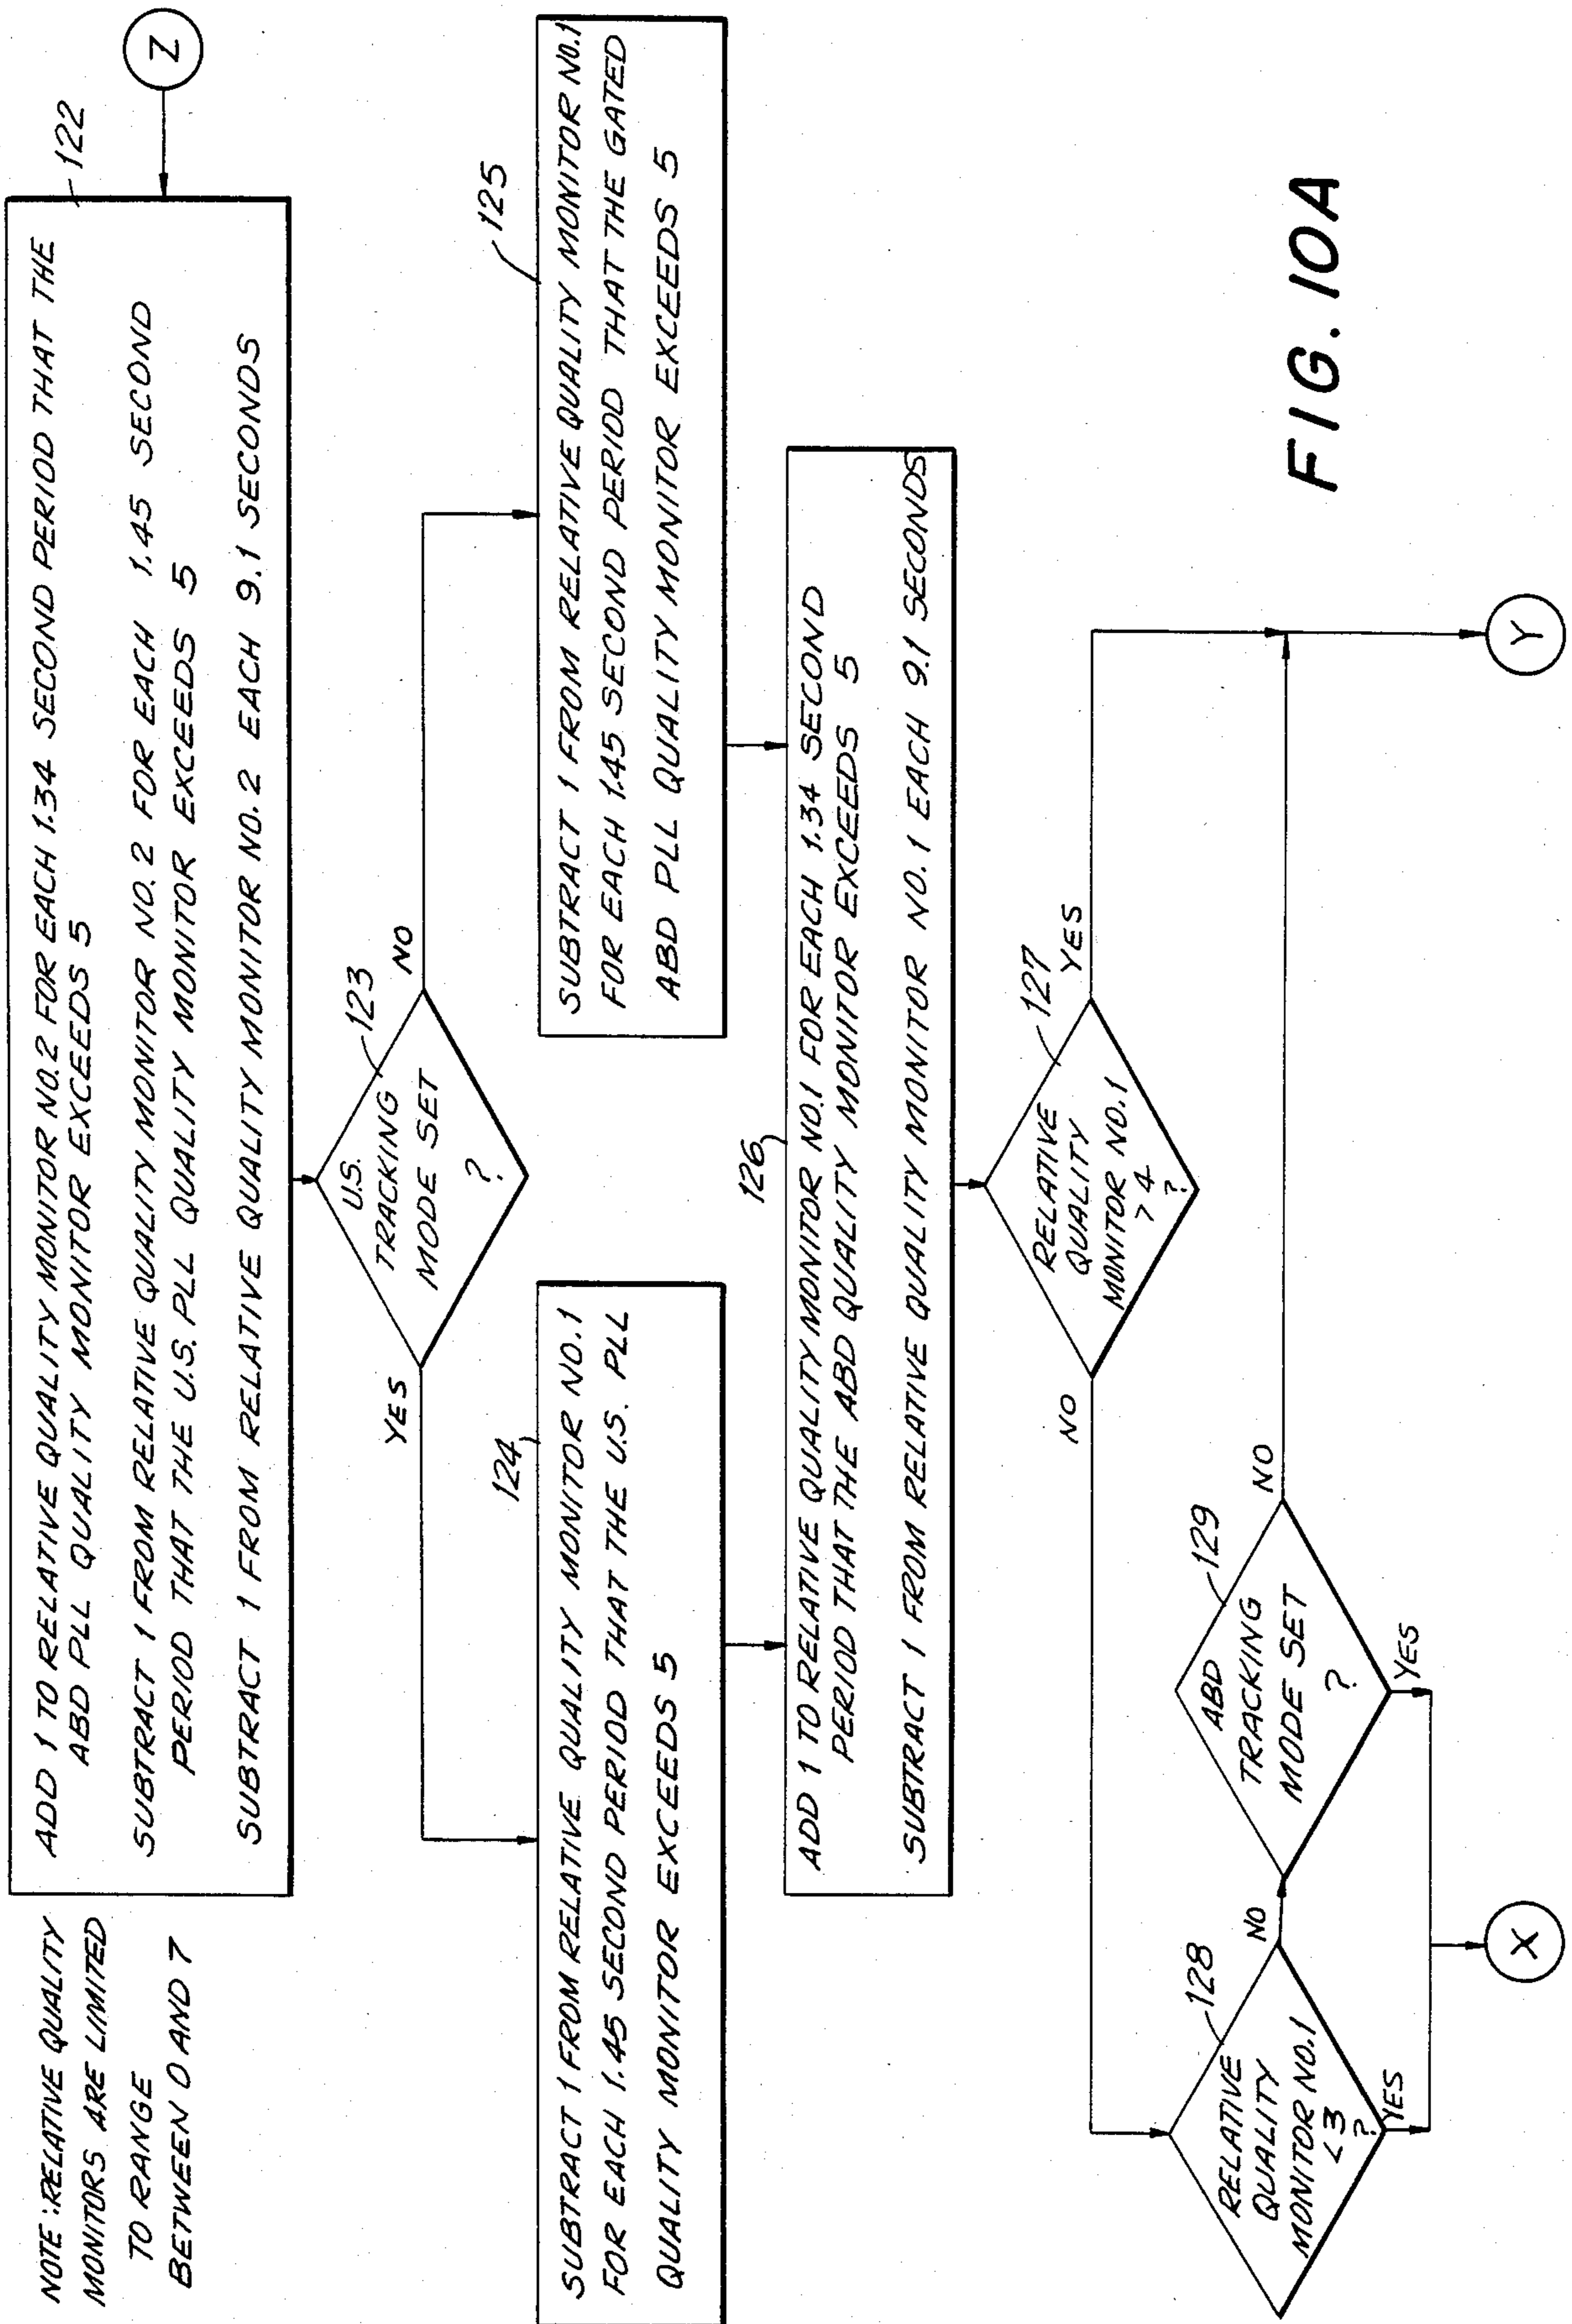 NOTE: RELATIVE QUALITY
MONITORS ARE LIMITED
TO RANGE
BETWEEN 0 AND 7
ADD 1 TO RELATIVE QUALITY MONITOR NO.2 FOR EACH 1.34 SECOND PERIOD THAT THE
ABD PLL QUALITY MONITOR EXCEEDS 5
SUBTRACT 1 FROM RELATIVE QUALITY MONITOR NO.2 FOR EACH 1.45 SECOND
PERIOD THAT THE U.S. PLL QUALITY MONITOR EXCEEDS 5
SUBTRACT 1 FROM RELATIVE QUALITY MONITOR NO.2 EACH 9.1 SECONDS
122
Z
U.S.
TRACKING
MODE SET
?
123
YES
NO
124
SUBTRACT 1 FROM RELATIVE QUALITY MONITOR NO.1
FOR EACH 1.45 SECOND PERIOD THAT THE U.S. PLL
QUALITY MONITOR EXCEEDS 5
125
SUBTRACT 1 FROM RELATIVE QUALITY MONITOR NO.1
FOR EACH 1.45 SECOND PERIOD THAT THE GATED
ABD PLL QUALITY MONITOR EXCEEDS 5
126
ADD 1 TO RELATIVE QUALITY MONITOR NO.1 FOR EACH 1.34 SECOND
PERIOD THAT THE ABD QUALITY MONITOR EXCEEDS 5
SUBTRACT 1 FROM RELATIVE QUALITY MONITOR NO.1 EACH 9.1 SECONDS
RELATIVE
QUALITY
MONITOR NO.1
>4
?
127
NO
YES
RELATIVE
QUALITY
MONITOR NO.1
<3
?
128
NO
YES
ABD
TRACKING
MODE SET
?
129
NO
YES
X
Y
FIG. 10A